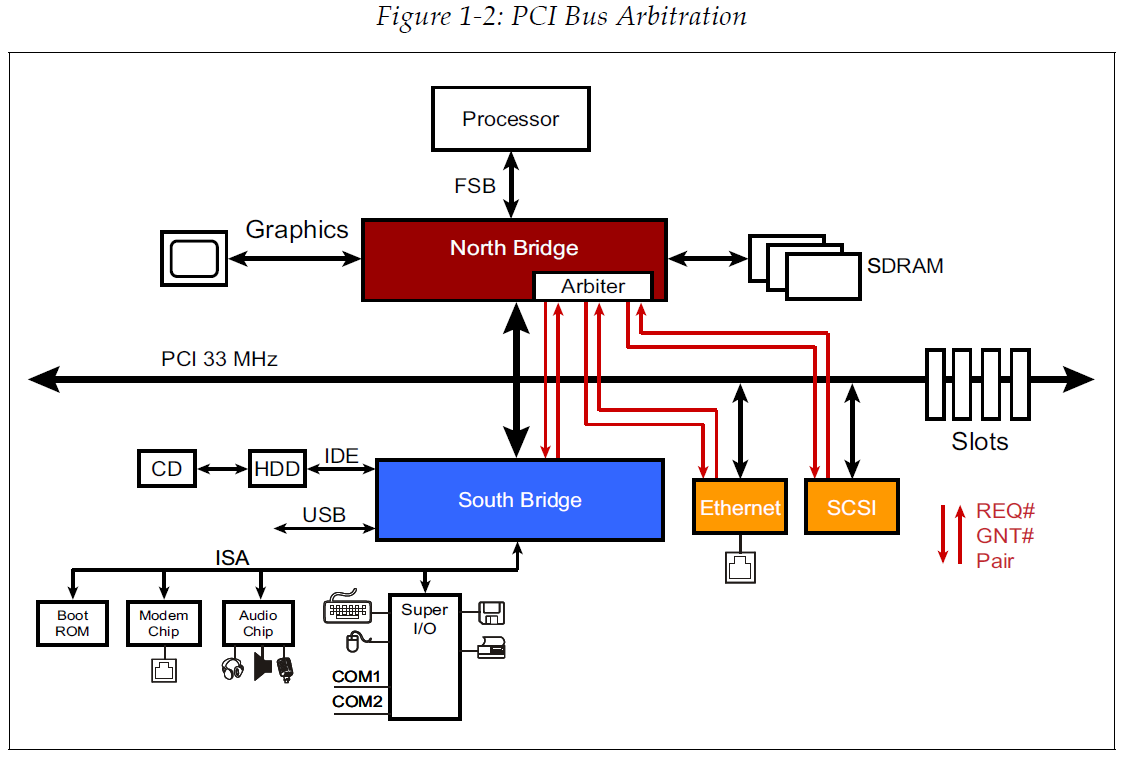 Figure 1-2: PCI Bus Arbitration
Processor
FSB
Graphics
North Bridge
Arbiter
SDRAM
PCI 33 MHz
Slots
CD
HDD
IDE
South Bridge
USB
Ethernet
SCSI
REQ#
GNT#
Pair
ISA
Boot
ROM
Modem
Chip
Audio
Chip
Super
I/O
COM1
COM2